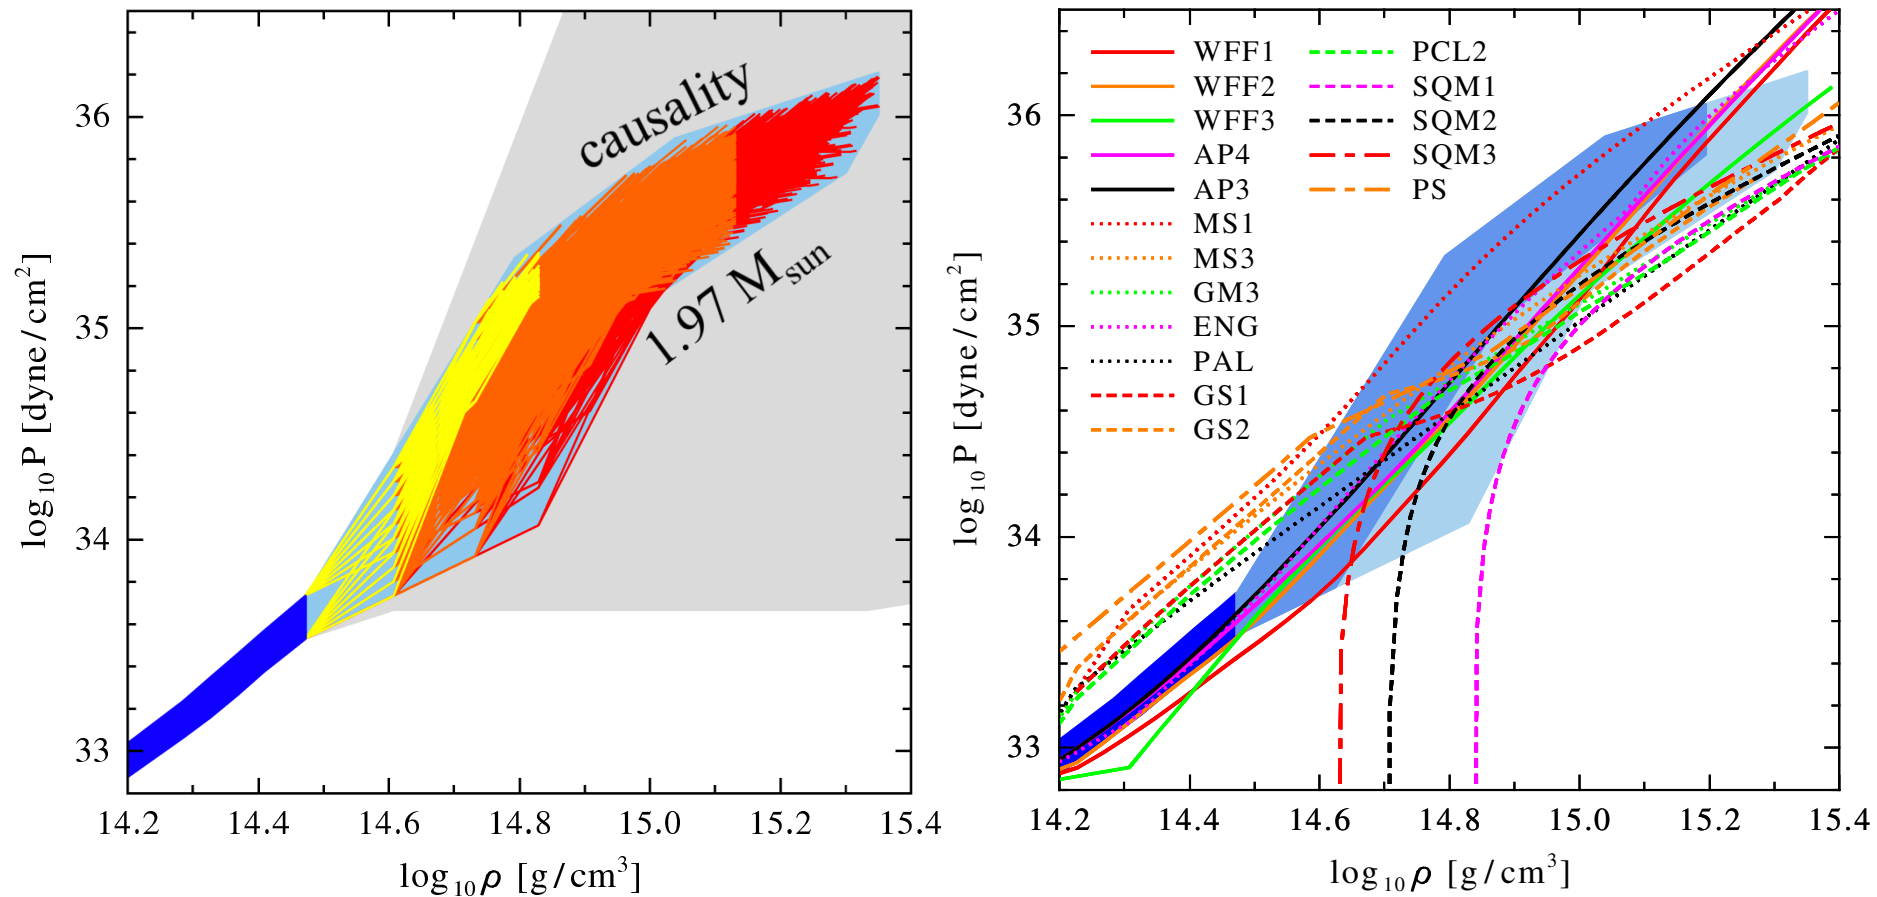 36
35
34
33
14.2 14.4 14.6 14.8 15.0 15.2 15.4
log₁₀P [dyne/cm²]
log₁₀ρ [g/cm³]
causality
1.97 Mₛᵤₙ
36
35
34
33
14.2 14.4 14.6 14.8 15.0 15.2 15.4
log₁₀P [dyne/cm²]
log₁₀ρ [g/cm³]
WFF1
WFF2
WFF3
AP4
AP3
MS1
MS3
GM3
ENG
PAL
GS1
GS2
PCL2
SQM1
SQM2
SQM3
PS